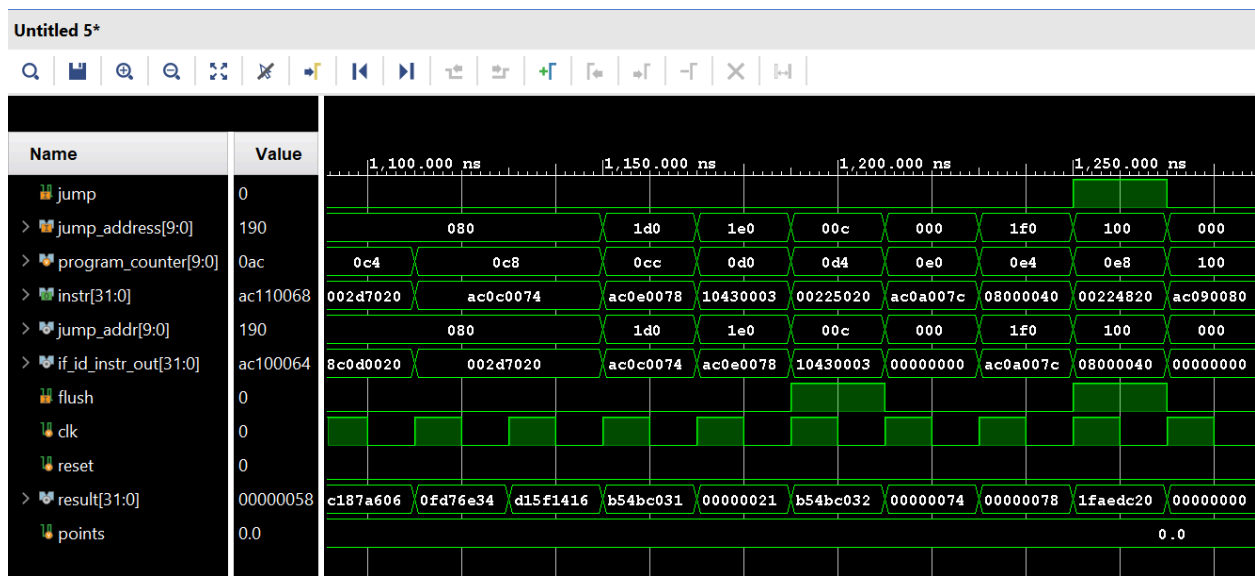 Untitled 5*
Name Value
1,100.000 ns 1,150.000 ns 1,200.000 ns 1,250.000 ns
jump 0
jump_address[9:0] 190 080 1d0 1e0 00c 000 1f0 100 000
program_counter[9:0] 0ac 0c4 0c8 0cc 0d0 0d4 0e0 0e4 0e8 100
instr[31:0] ac110068 002d7020 ac0c0074 ac0e0078 10430003 00225020 ac0a007c 08000040 00224820 ac090080
jump_addr[9:0] 190 080 1d0 1e0 00c 000 1f0 100 000
if_id_instr_out[31:0] ac100064 8c0d0020 002d7020 ac0c0074 ac0e0078 10430003 00000000 ac0a007c 08000040 00000000
flush 0
clk 0
reset 0
result[31:0] 00000058 c187a606 0fd76e34 d15f1416 b54bc031 00000021 b54bc032 00000074 00000078 1faedc20 00000000
points 0.0 0.0